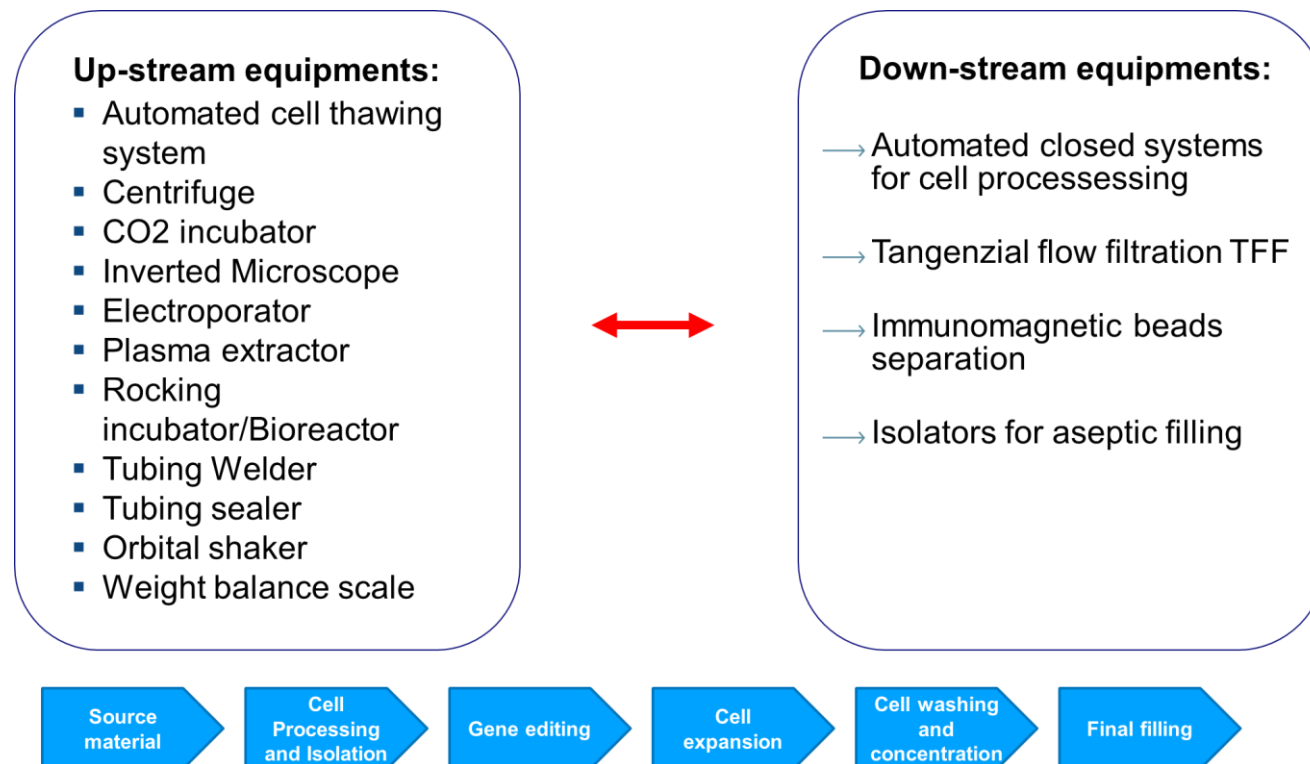 Up-stream equipments:
▪ Automated cell thawing
system
▪ Centrifuge
▪ CO2 incubator
▪ Inverted Microscope
▪ Electroporator
▪ Plasma extractor
▪ Rocking
incubator/Bioreactor
▪ Tubing Welder
▪ Tubing sealer
▪ Orbital shaker
▪ Weight balance scale
Down-stream equipments:
→ Automated closed systems
for cell processessing
→ Tangenzial flow filtration TFF
→ Immunomagnetic beads
separation
→ Isolators for aseptic filling
Source
material
Cell
Processing
and Isolation
Gene editing
Cell
expansion
Cell washing
and
concentration
Final filling